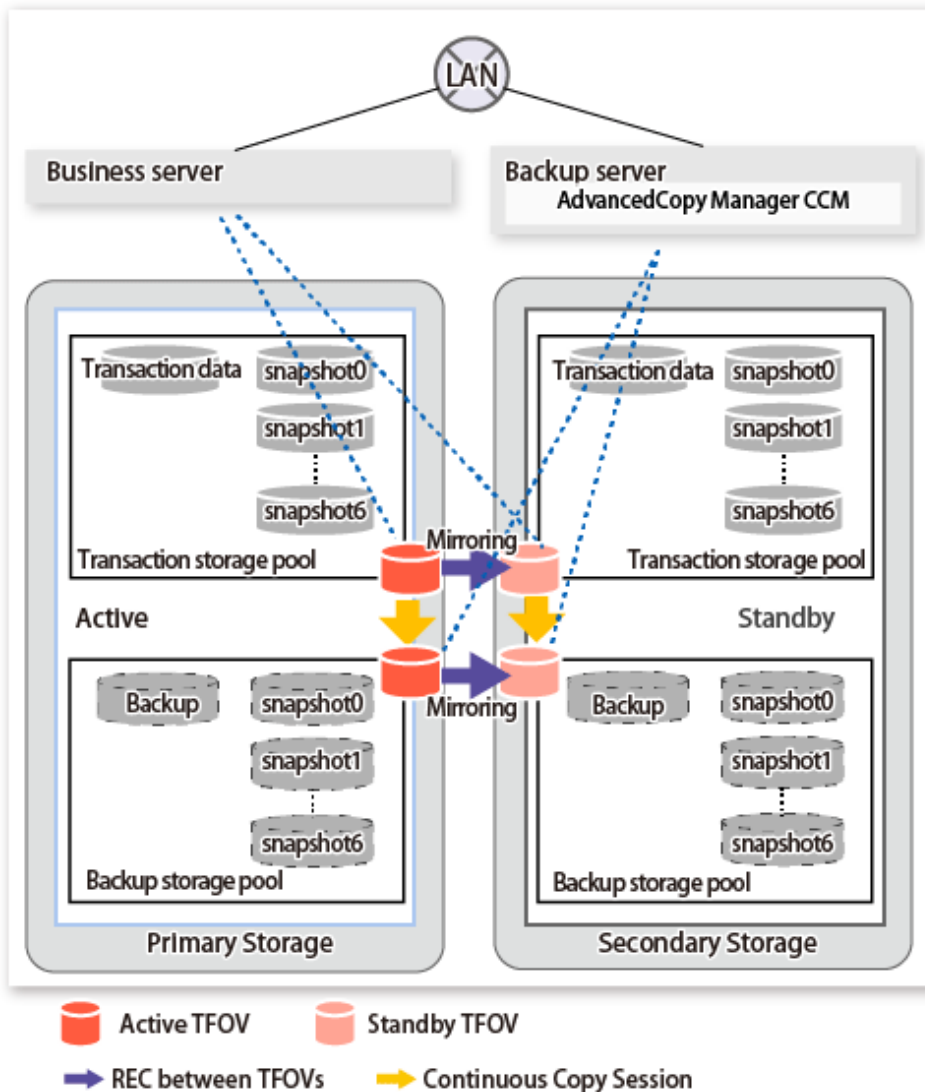 LAN
Business server
Backup server
AdvancedCopy Manager CCM
Transaction data
snapshot0
snapshot1
snapshot6
Transaction storage pool
Transaction data
snapshot0
snapshot1
snapshot6
Transaction storage pool
Mirroring
Active
Standby
Mirroring
Backup
snapshot0
snapshot1
snapshot6
Backup storage pool
Backup
snapshot0
snapshot1
snapshot6
Backup storage pool
Primary Storage
Secondary Storage
Active TFOV
Standby TFOV
REC between TFOVs
Continuous Copy Session